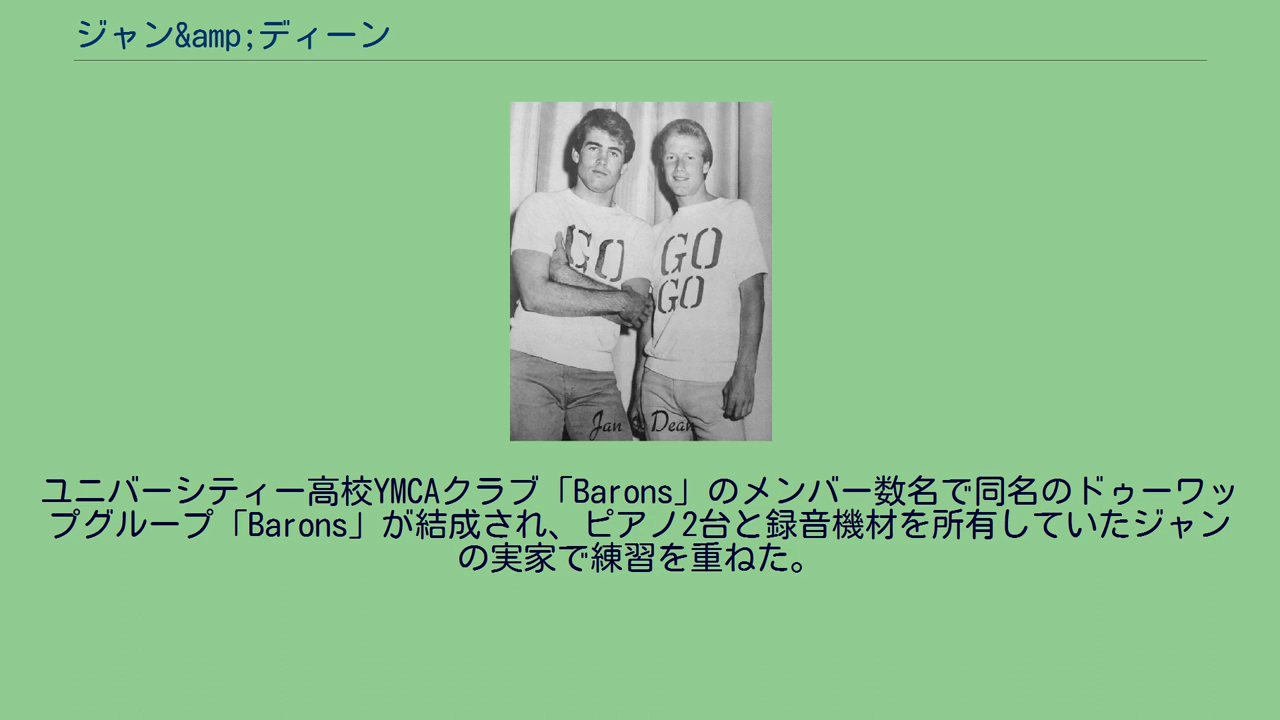 ジャン&amp;ディーン
GO GO
GO
Jan & Dean
ユニバーシティー高校YMCAクラブ「Barons」のメンバー数名で同名のドゥーワッ
プグループ「Barons」が結成され、ピアノ2台と録音機材を所有していたジャン
の実家で練習を重ねた。